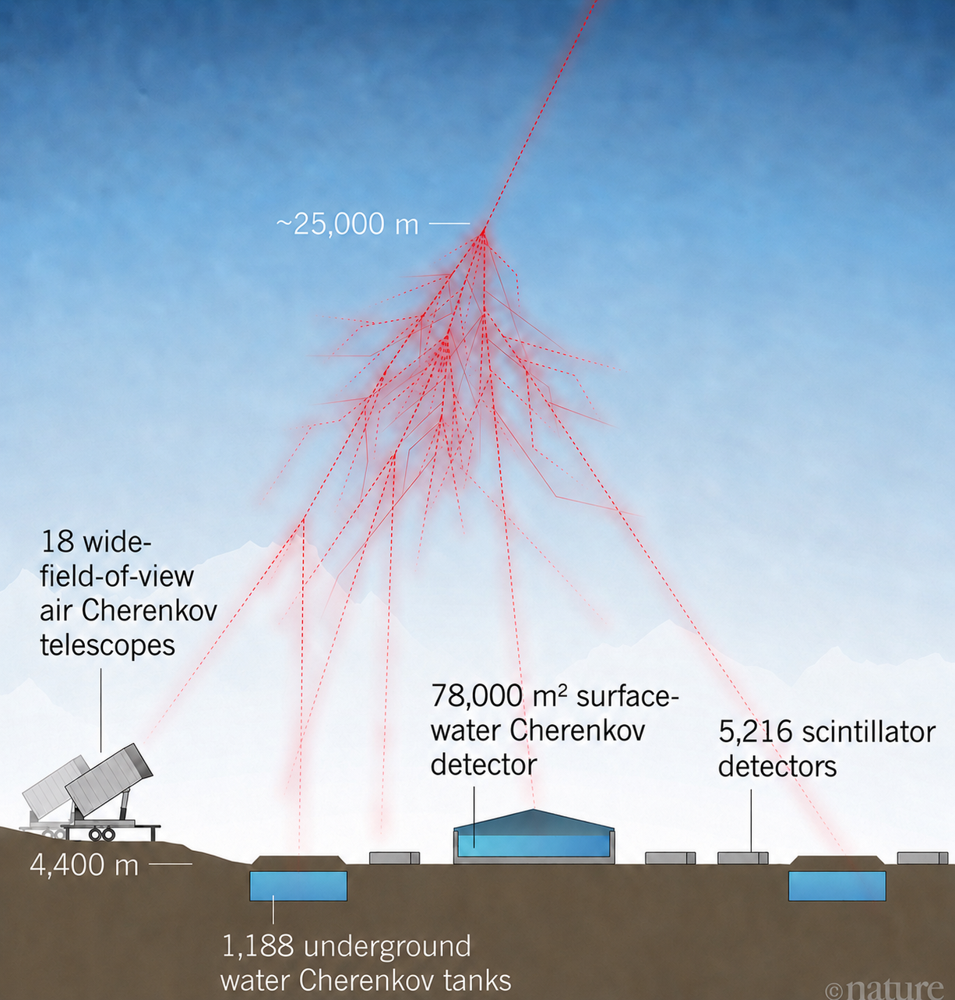 ~25,000 m
18 wide-
field-of-view
air Cherenkov
telescopes
78,000 m² surface-
water Cherenkov
detector
5,216 scintillator
detectors
4,400 m
1,188 underground
water Cherenkov tanks
©nature